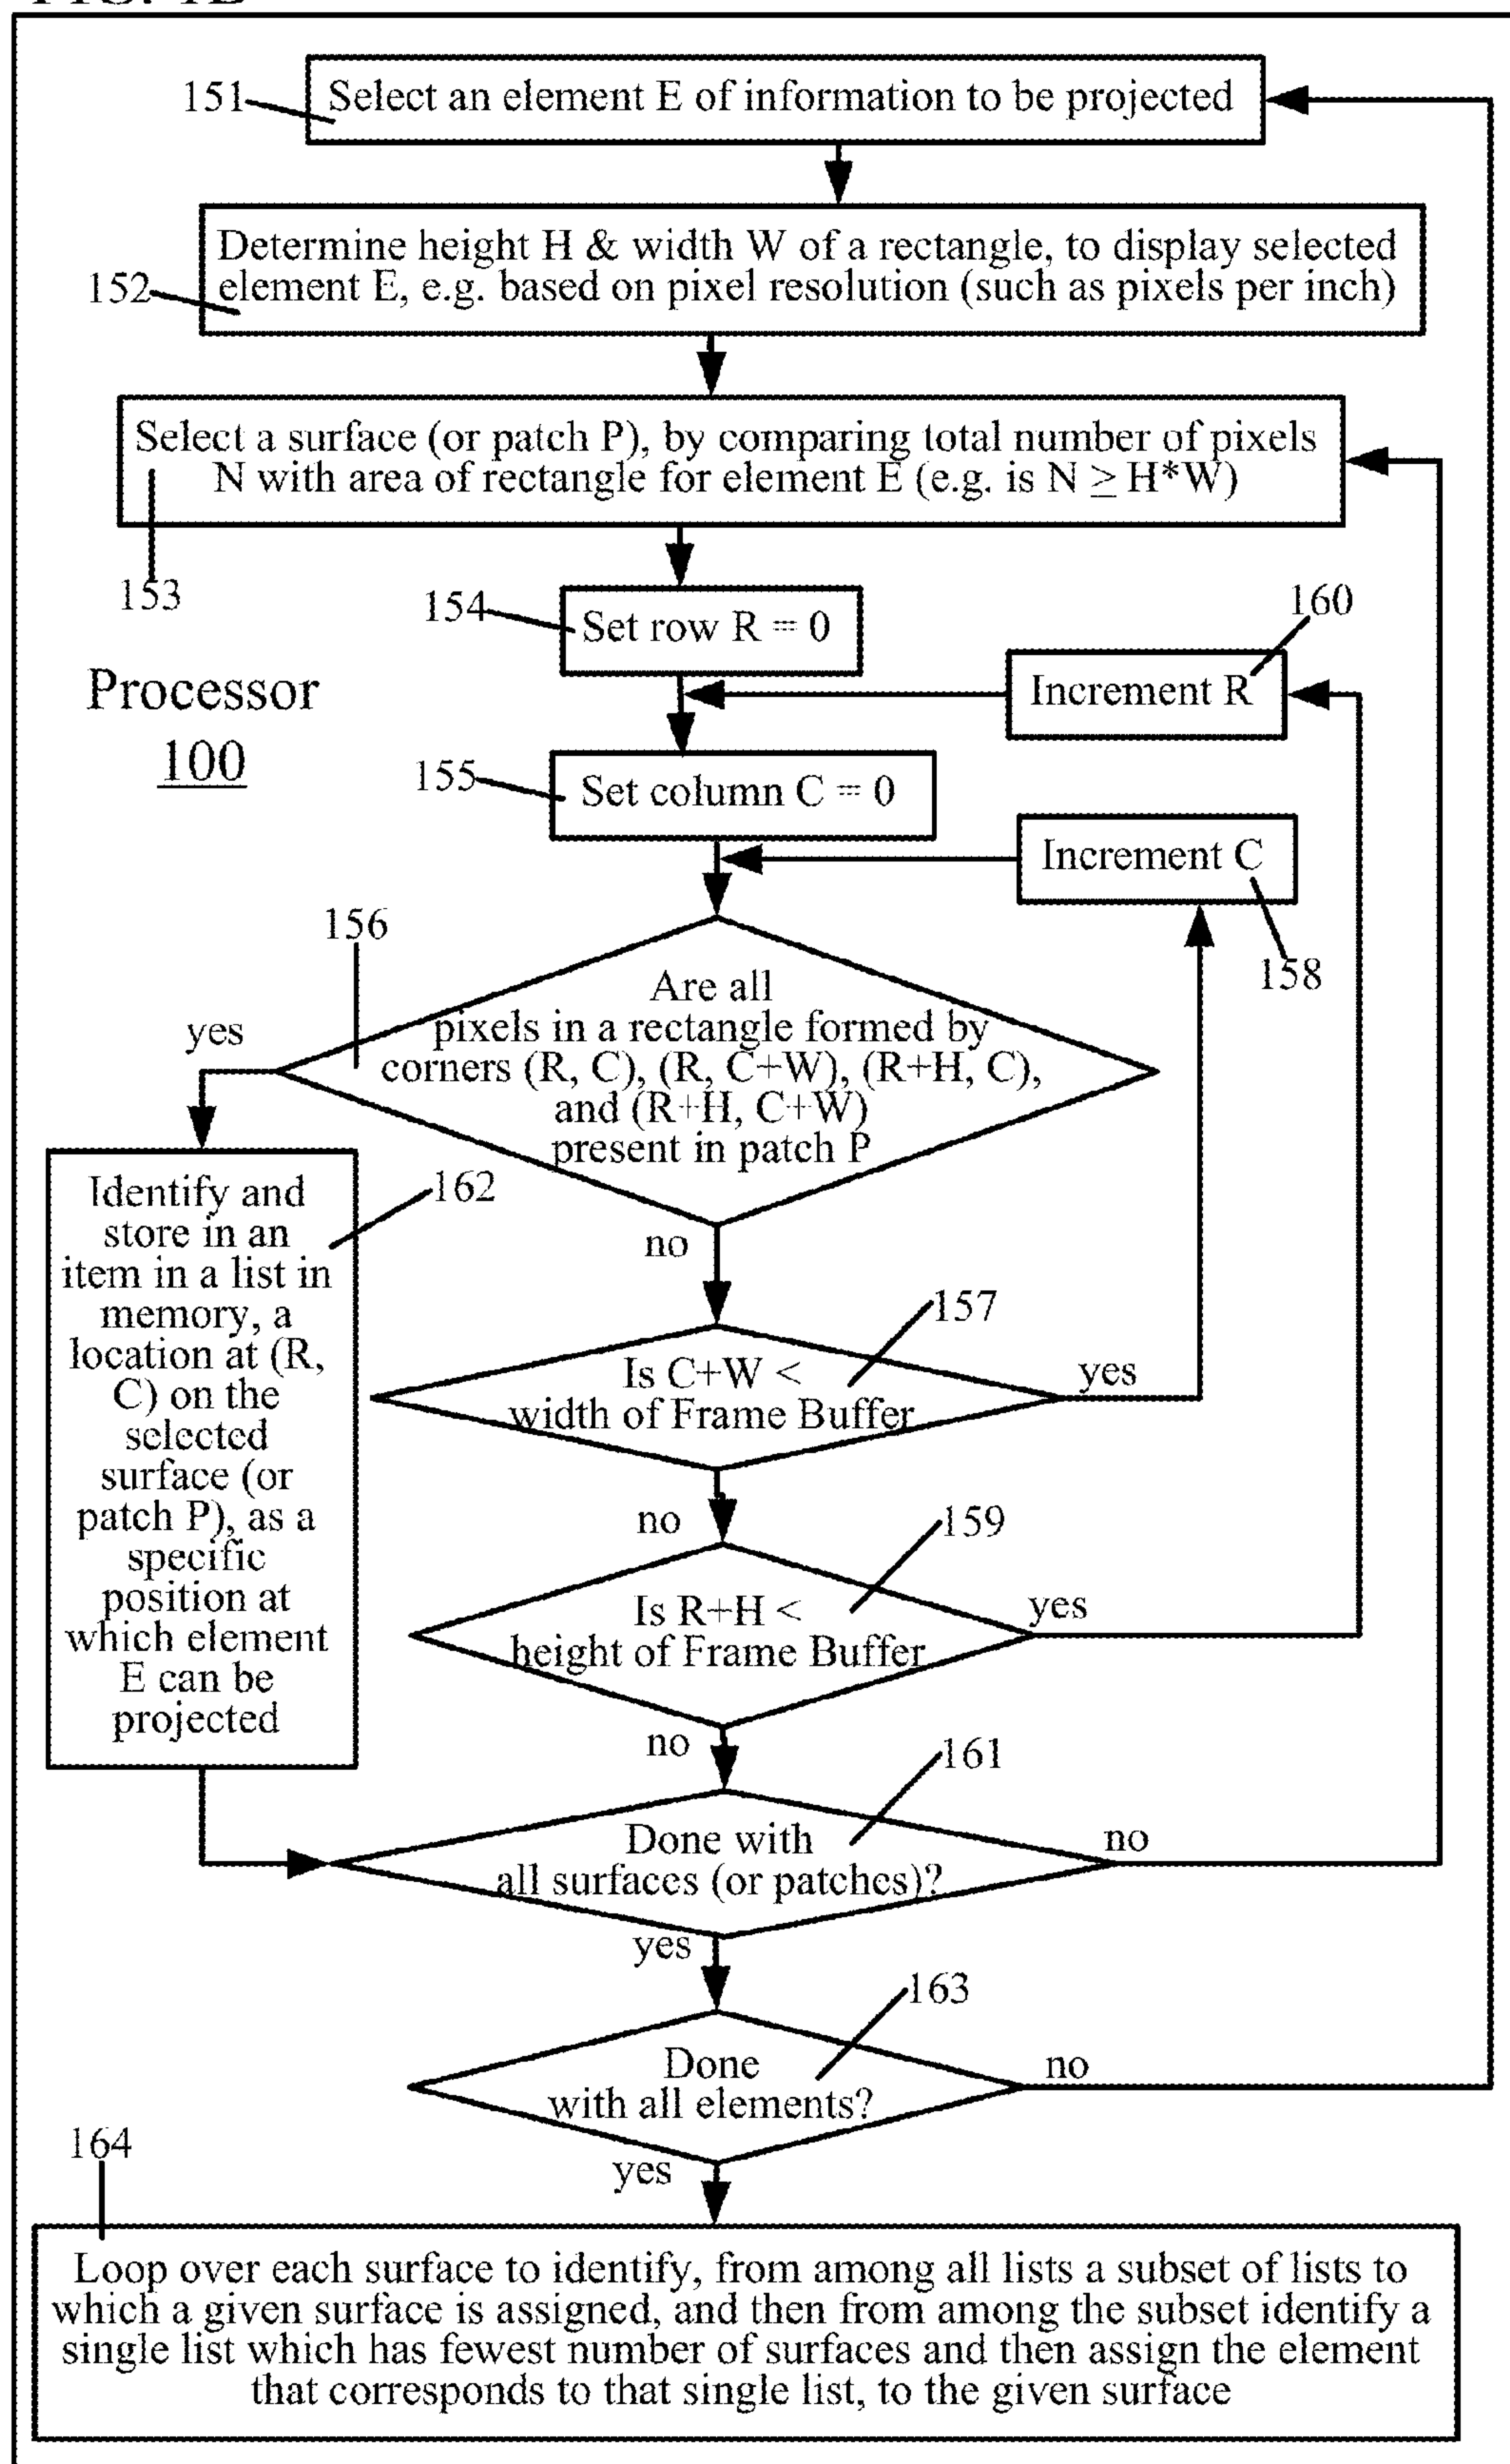 151
Select an element E of information to be projected
152
Determine height H & width W of a rectangle, to display selected
element E, e.g. based on pixel resolution (such as pixels per inch)
Select a surface (or patch P), by comparing total number of pixels
N with area of rectangle for element E (e.g. is N ≥ H*W)
153
154
Set row R = 0
160
Increment R
Processor
100
155
Set column C = 0
Increment C
158
156
Are all
pixels in a rectangle formed by
corners (R, C), (R, C+W), (R+H, C),
and (R+H, C+W)
present in patch P
yes
no
Identify and
store in an
item in a list in
memory, a
location at (R,
C) on the
selected
surface (or
patch P), as a
specific
position at
which element
E can be
projected
162
157
Is C+W <
width of Frame Buffer
yes
no
159
Is R+H <
height of Frame Buffer
yes
no
161
Done with
all surfaces (or patches)?
no
yes
163
Done
with all elements?
no
yes
164
Loop over each surface to identify, from among all lists a subset of lists to
which a given surface is assigned, and then from among the subset identify a
single list which has fewest number of surfaces and then assign the element
that corresponds to that single list, to the given surface